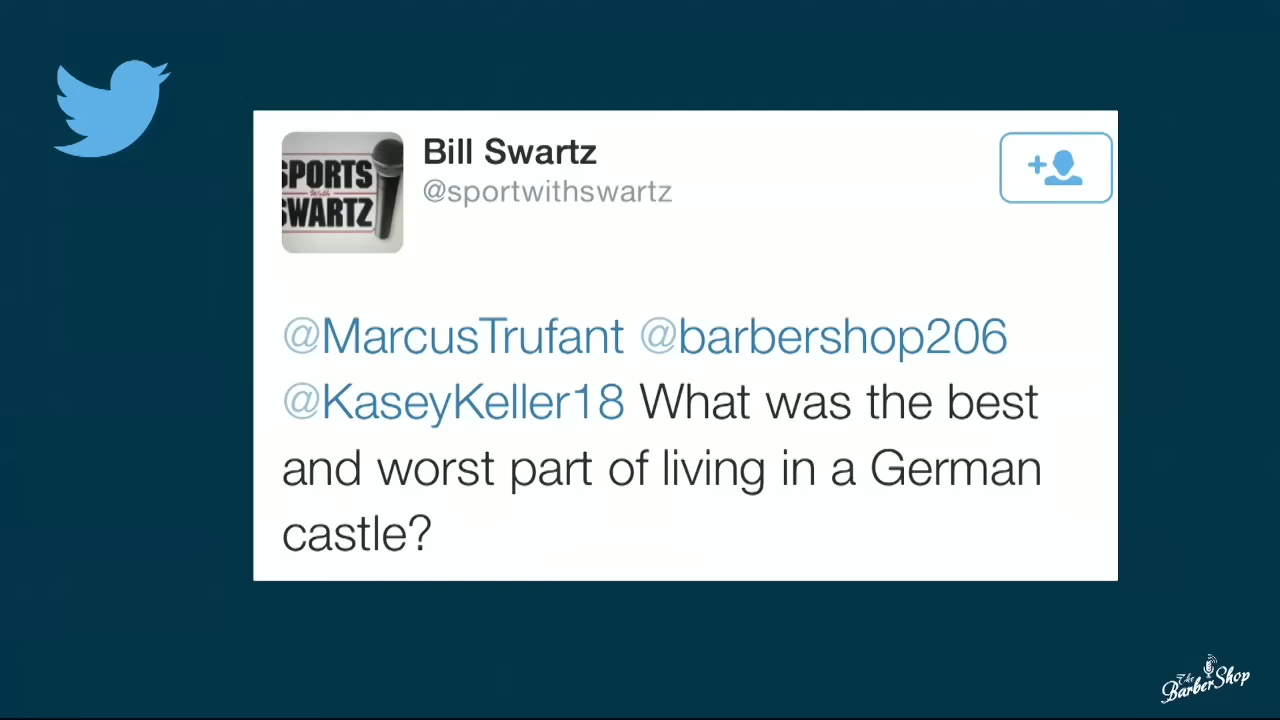 Bill Swartz
@sportwithswartz
SPORTS
With
SWARTZ
@MarcusTrufant @barbershop206
@KaseyKeller18 What was the best
and worst part of living in a German
castle?
The
BarberShop